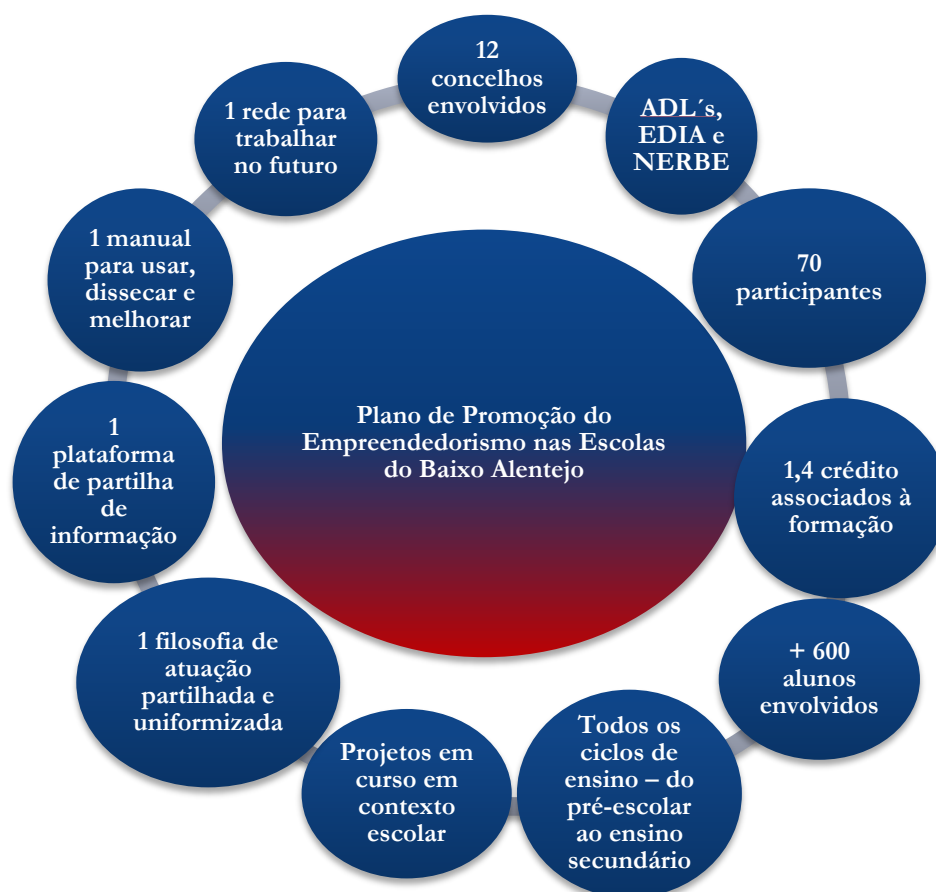 12
concelhos
envolvidos
ADL´s,
EDIA e
NERBE
70
participantes
1,4 crédito
associados à
formação
+ 600
alunos
envolvidos
Todos os
ciclos de
ensino – do
pré-escolar
ao ensino
secundário
Projetos em
curso em
contexto
escolar
1 filosofia de
atuação
partilhada e
uniformizada
1
plataforma
de partilha
de
informação
1 manual
para usar,
dissecar e
melhorar
1 rede para
trabalhar
no futuro
Plano de Promoção do
Empreendedorismo nas Escolas
do Baixo Alentejo